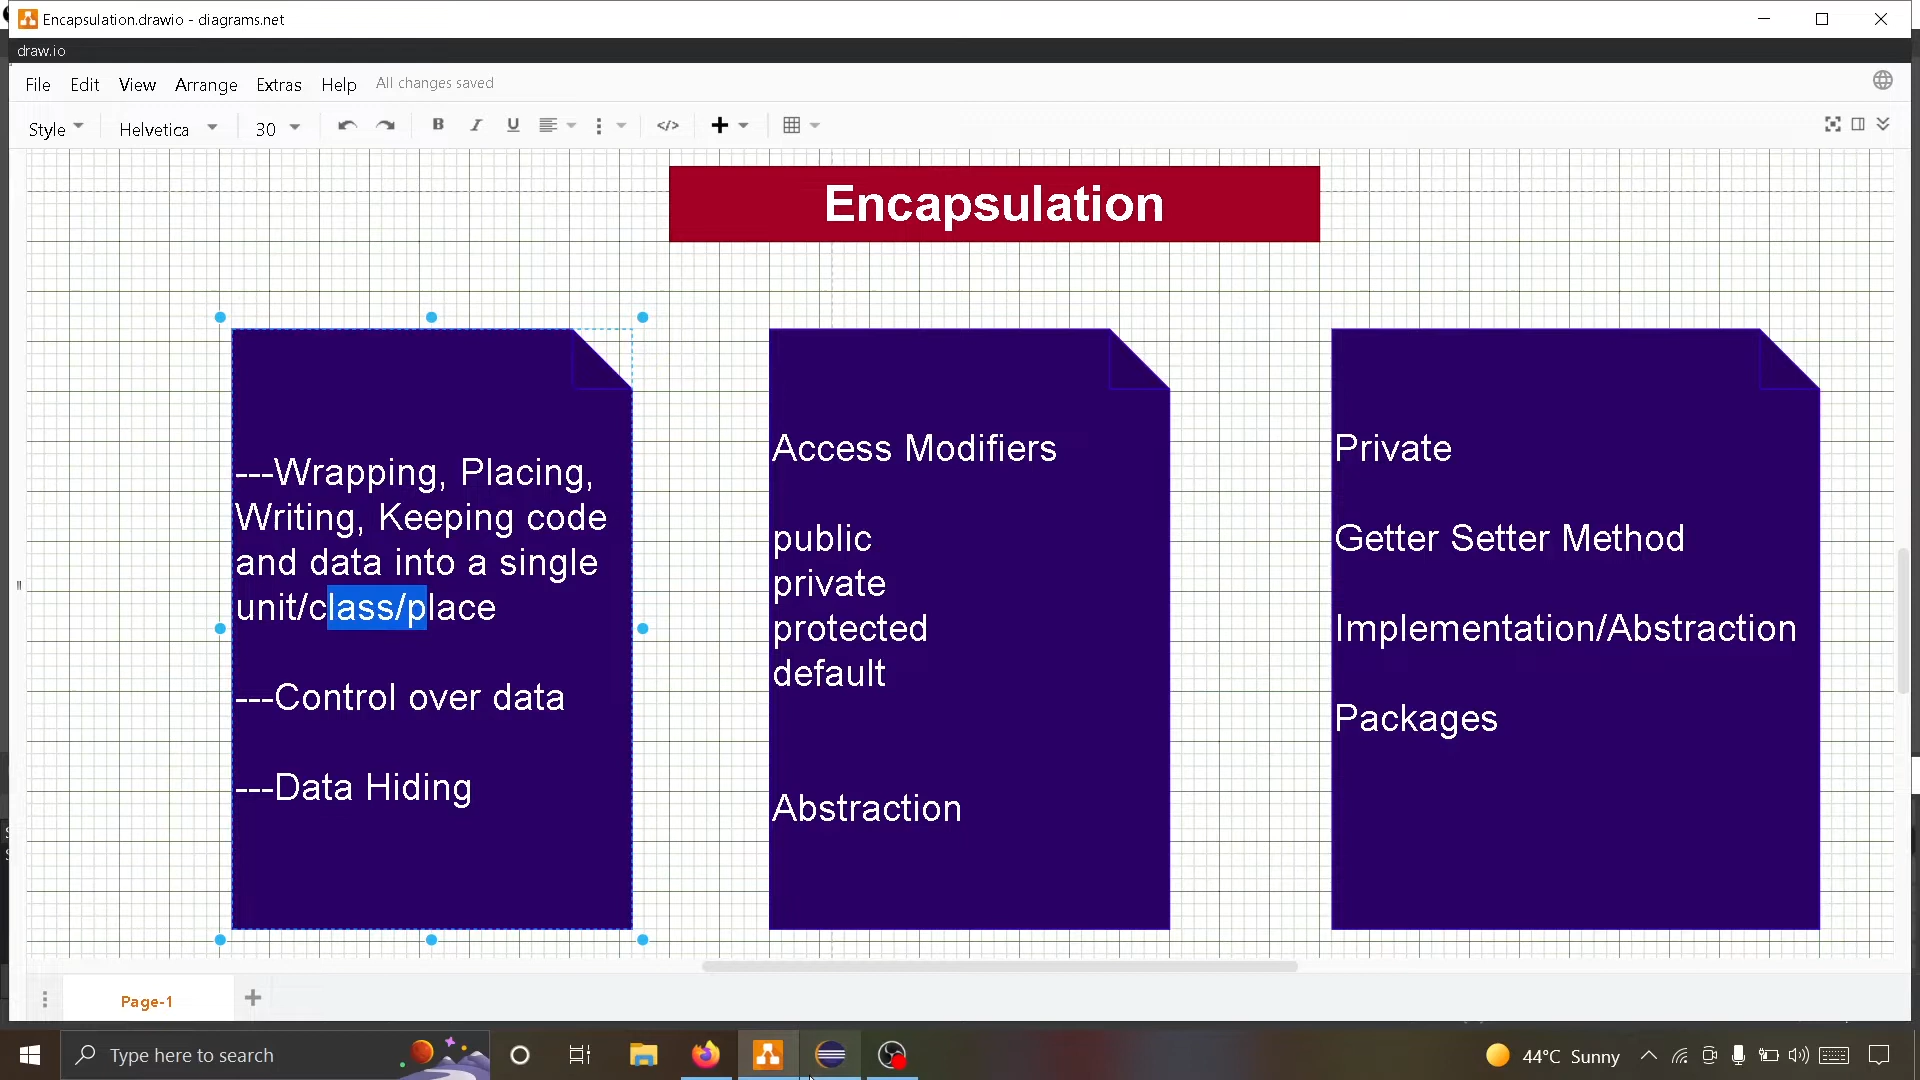 Encapsulation.drawio - diagrams.net
draw.io
File Edit View Arrange Extras Help All changes saved
Style Helvetica 30 B I U
Encapsulation
---Wrapping, Placing,
Writing, Keeping code
and data into a single
unit/class/place
---Control over data
---Data Hiding
Access Modifiers
public
private
protected
default
Abstraction
Private
Getter Setter Method
Implementation/Abstraction
Packages
Page-1
Type here to search
44°C Sunny